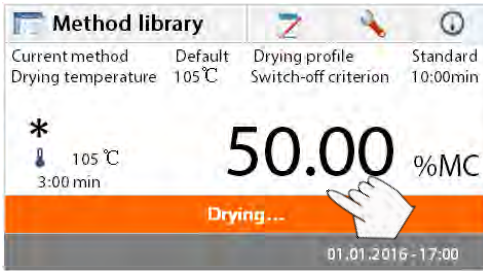 Method library
Current method Default Drying profile Standard
Drying temperature 105℃ Switch-off criterion 10:00min
*
105 ℃
50.00 %MC
3:00 min
Drying...
01.01.2016 - 17:00